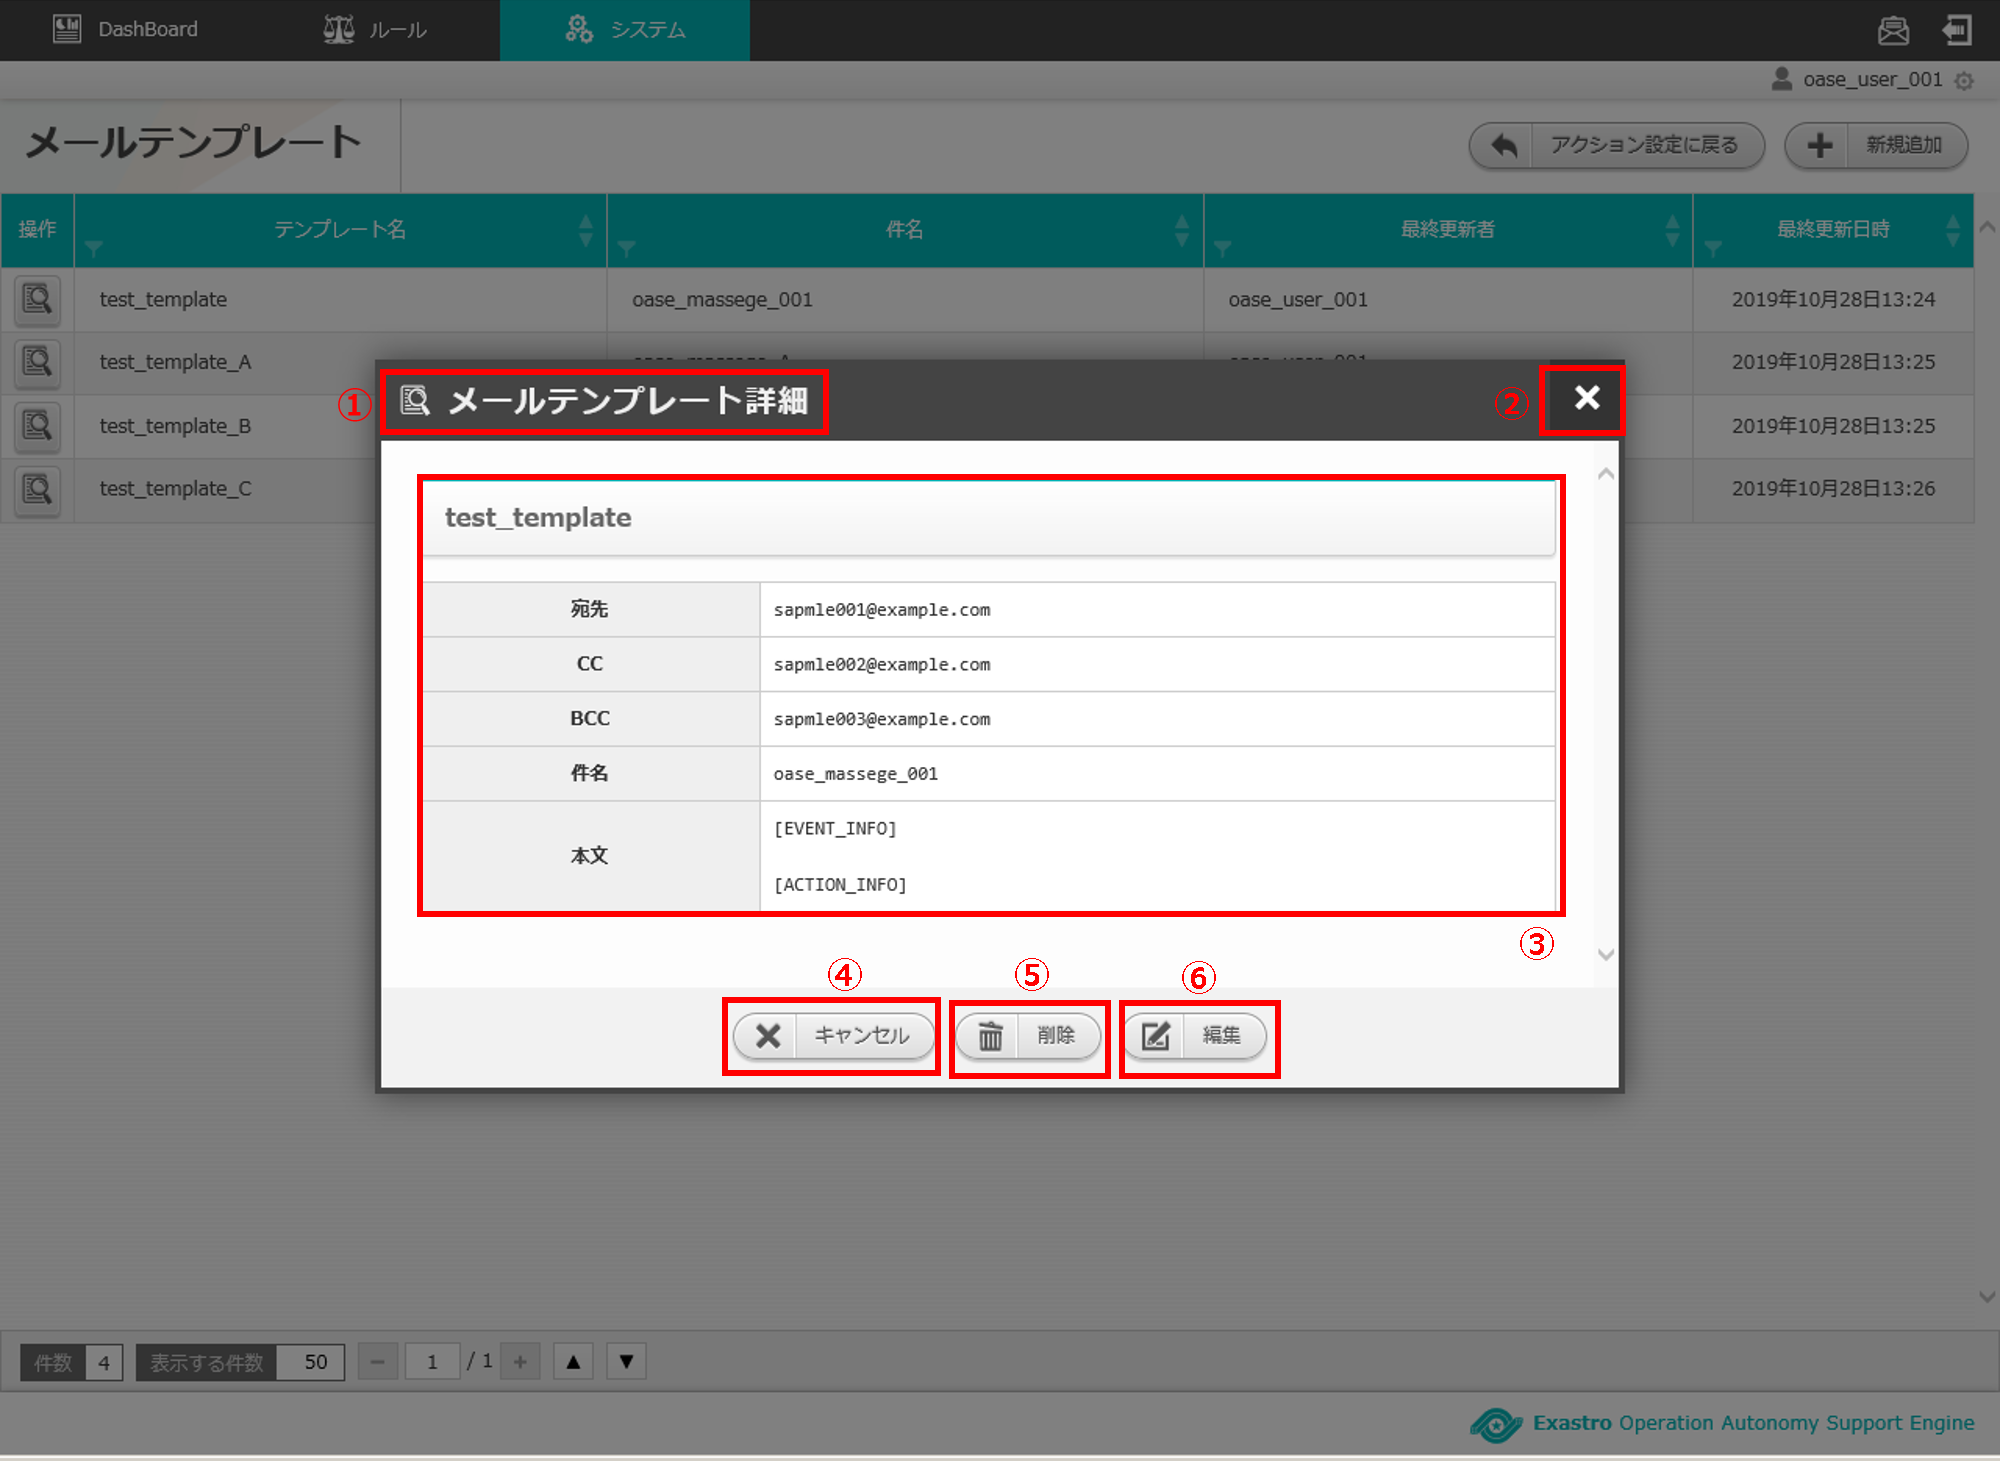 DashBoard ルール システム
oase_user_001
メールテンプレート アクション設定に戻る 新規追加
操作 テンプレート名 件名 最終更新者 最終更新日時
test_template oase_massege_001 oase_user_001 2019年10月28日13:24
test_template_A oase_massege_A oase_user_001 2019年10月28日13:25
test_template_B 2019年10月28日13:25
test_template_C 2019年10月28日13:26
① メールテンプレート詳細 ②
test_template
宛先 sapmle001@example.com
CC sapmle002@example.com
BCC sapmle003@example.com
件名 oase_massege_001
本文 [EVENT_INFO]
[ACTION_INFO]
③
④ ⑤ ⑥
キャンセル 削除 編集
件数 4 表示する件数 50 － 1 / 1 + ▲ ▼
Exastro Operation Autonomy Support Engine